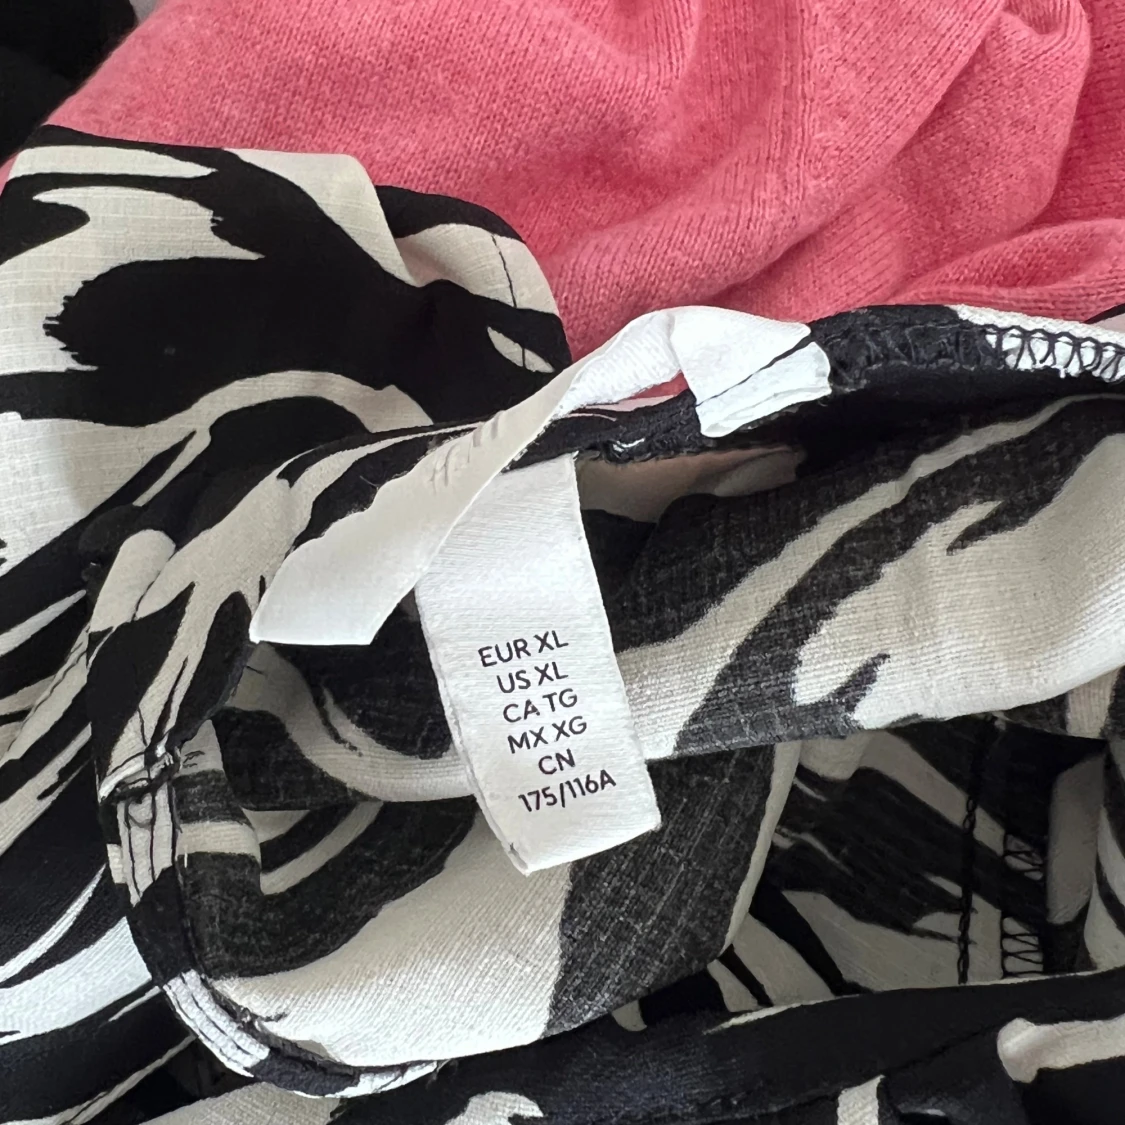 EUR XL
US XL
CA TG
MX XG
CN
175/116A